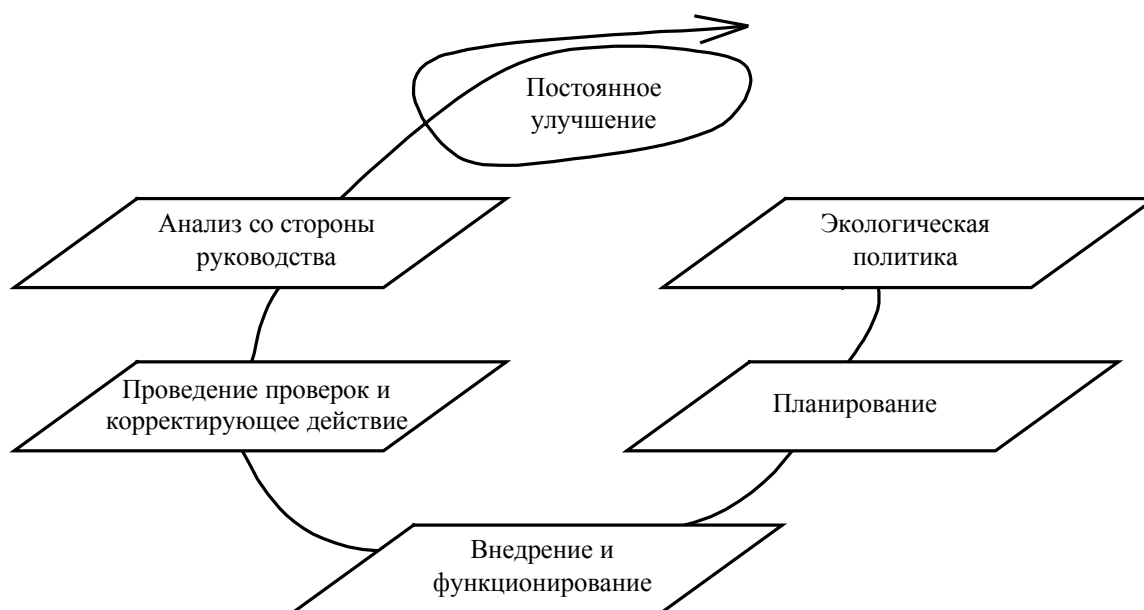 Постоянное
улучшение
Анализ со стороны
руководства
Экологическая
политика
Проведение проверок и
корректирующее действие
Планирование
Внедрение и
функционирование